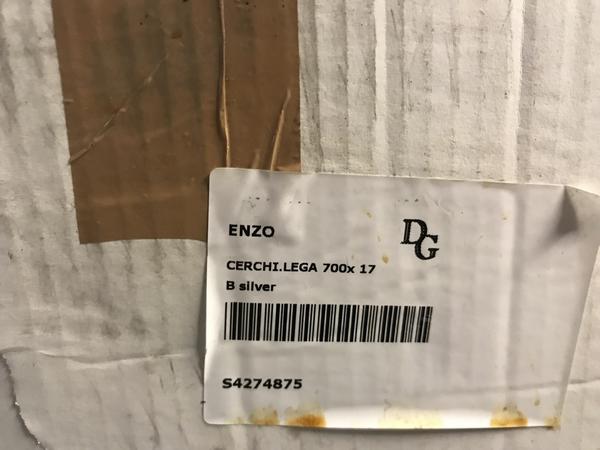 ENZO
DG
CERCHI.LEGA 700x 17
B silver
S4274875